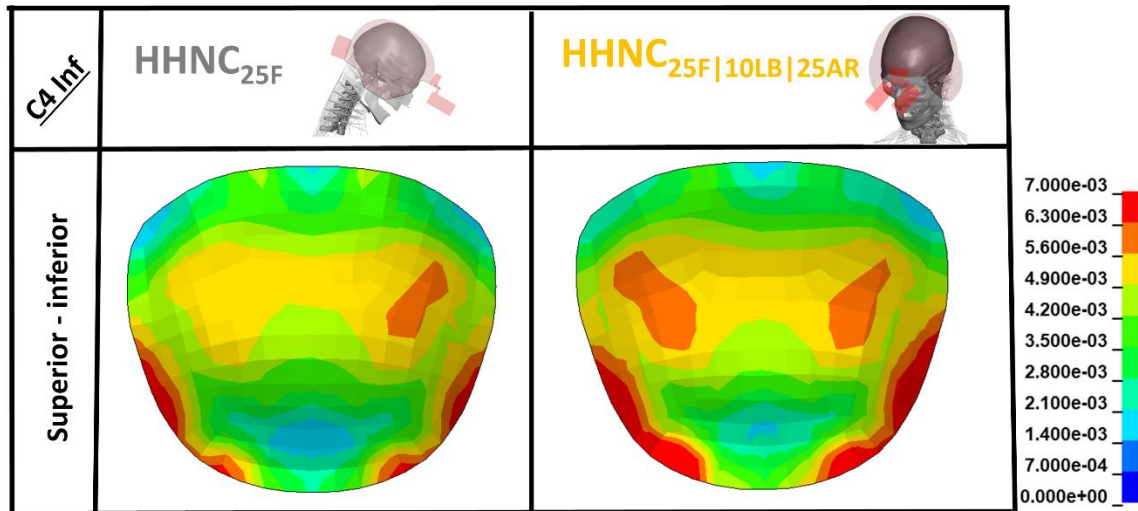 C4 Inf
HHNC25F
HHNC25F|10LB|25AR
Superior - inferior
7.000e-03
6.300e-03
5.600e-03
4.900e-03
4.200e-03
3.500e-03
2.800e-03
2.100e-03
1.400e-03
7.000e-04
0.000e+00